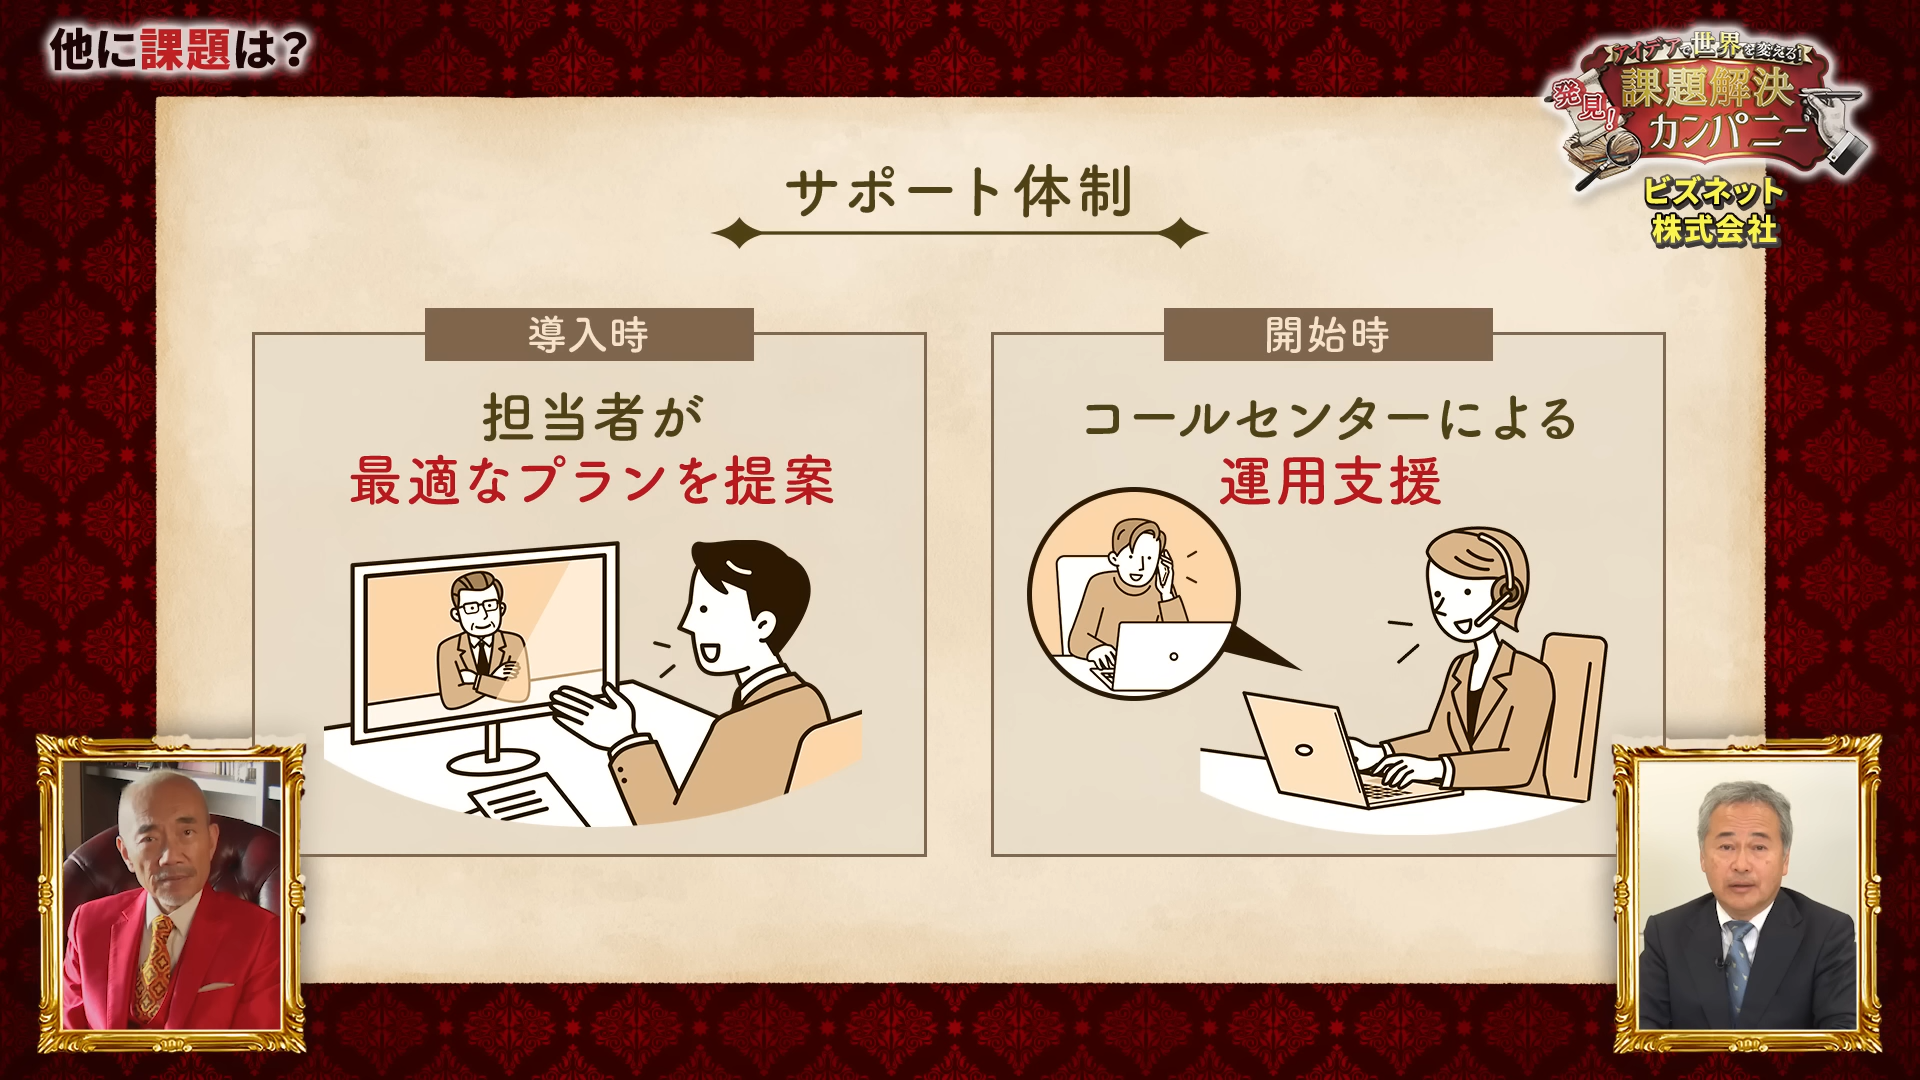 他に課題は?
アイデアで世界を変える!
発見!
課題解決
カンパニー
ビズネット
株式会社
サポート体制
導入時
担当者が
最適なプランを提案
開始時
コールセンターによる
運用支援